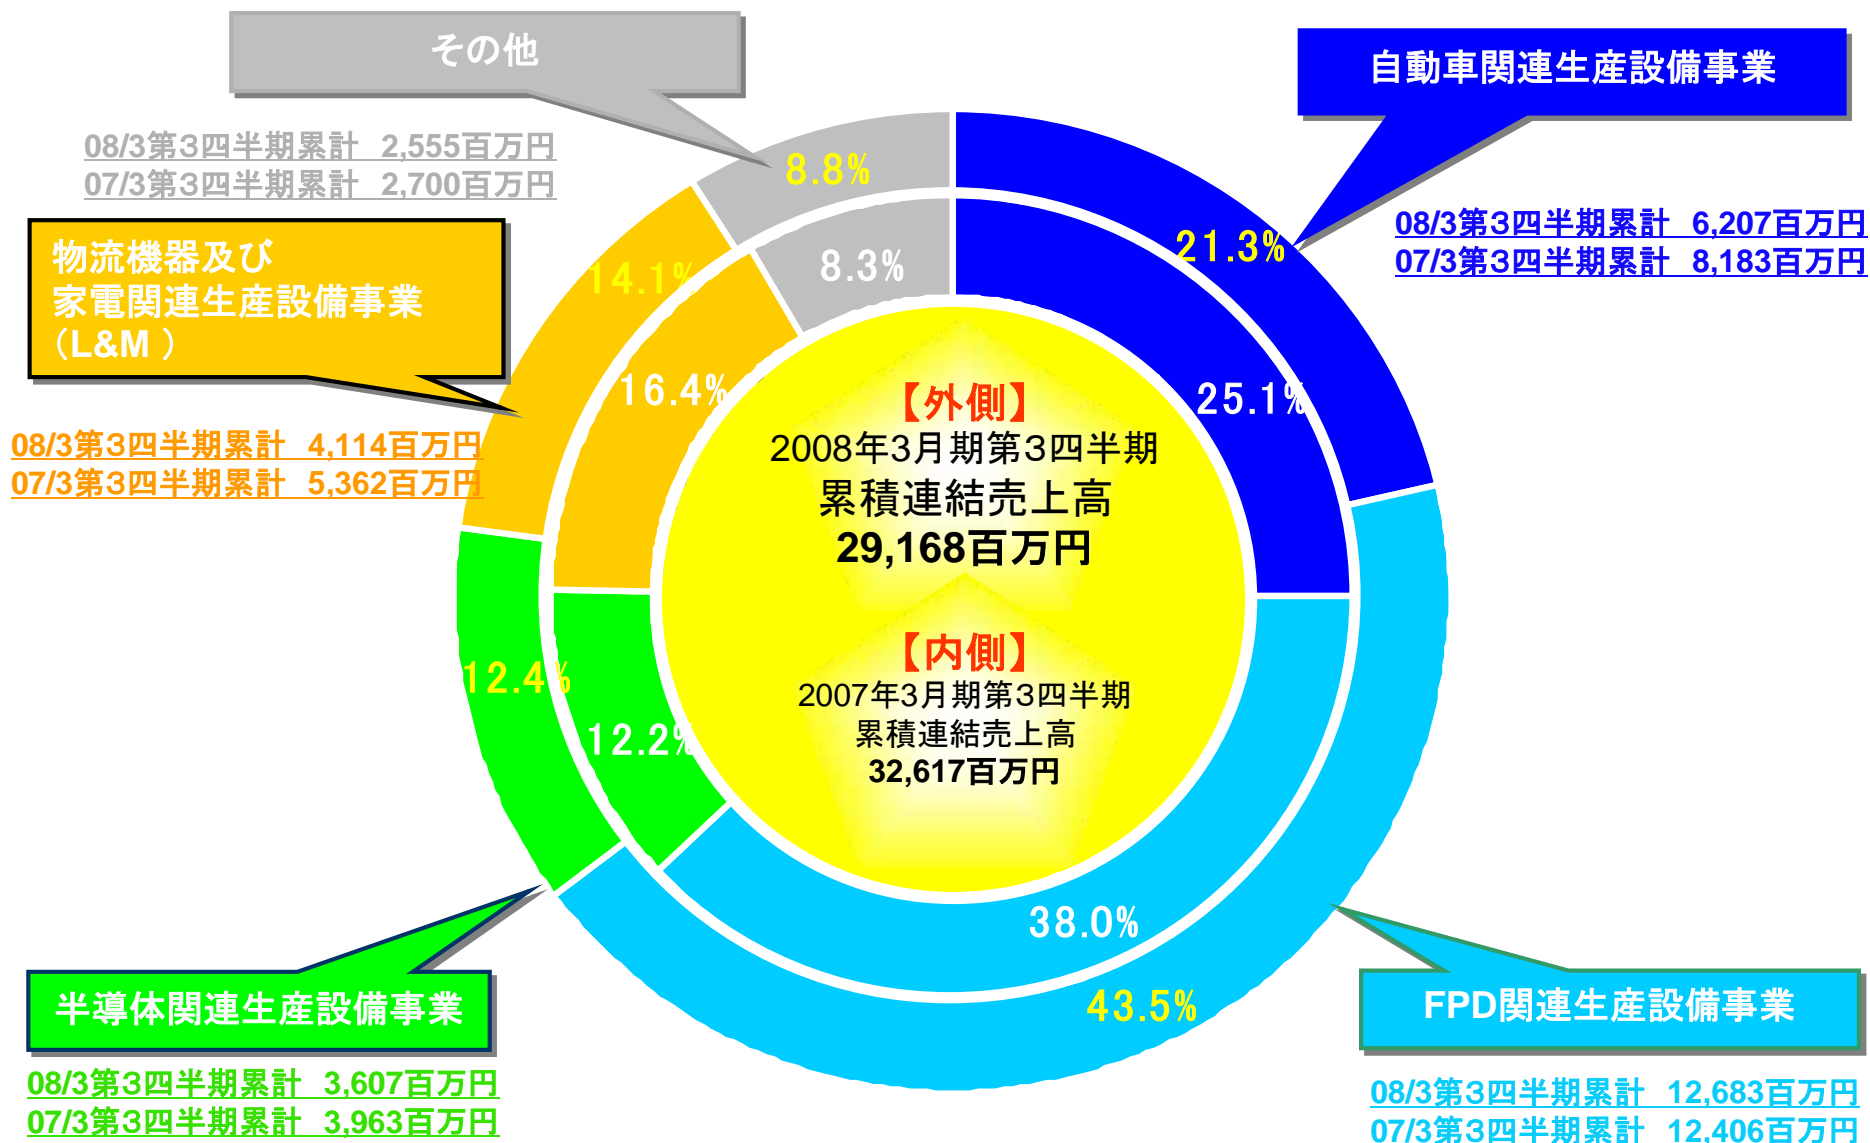 その他
08/3第3四半期累計　2,555百万円
07/3第3四半期累計　2,700百万円
自動車関連生産設備事業
08/3第3四半期累計　6,207百万円
07/3第3四半期累計　8,183百万円
物流機器及び
家電関連生産設備事業
（L&M ）
08/3第3四半期累計　4,114百万円
07/3第3四半期累計　5,362百万円
8.8%
21.3%
14.1%
8.3%
16.4%
25.1%
【外側】
2008年3月期第3四半期
累積連結売上高
29,168百万円
【内側】
2007年3月期第3四半期
累積連結売上高
32,617百万円
12.4%
12.2%
38.0%
43.5%
半導体関連生産設備事業
08/3第3四半期累計　3,607百万円
07/3第3四半期累計　3,963百万円
FPD関連生産設備事業
08/3第3四半期累計　12,683百万円
07/3第3四半期累計　12,406百万円